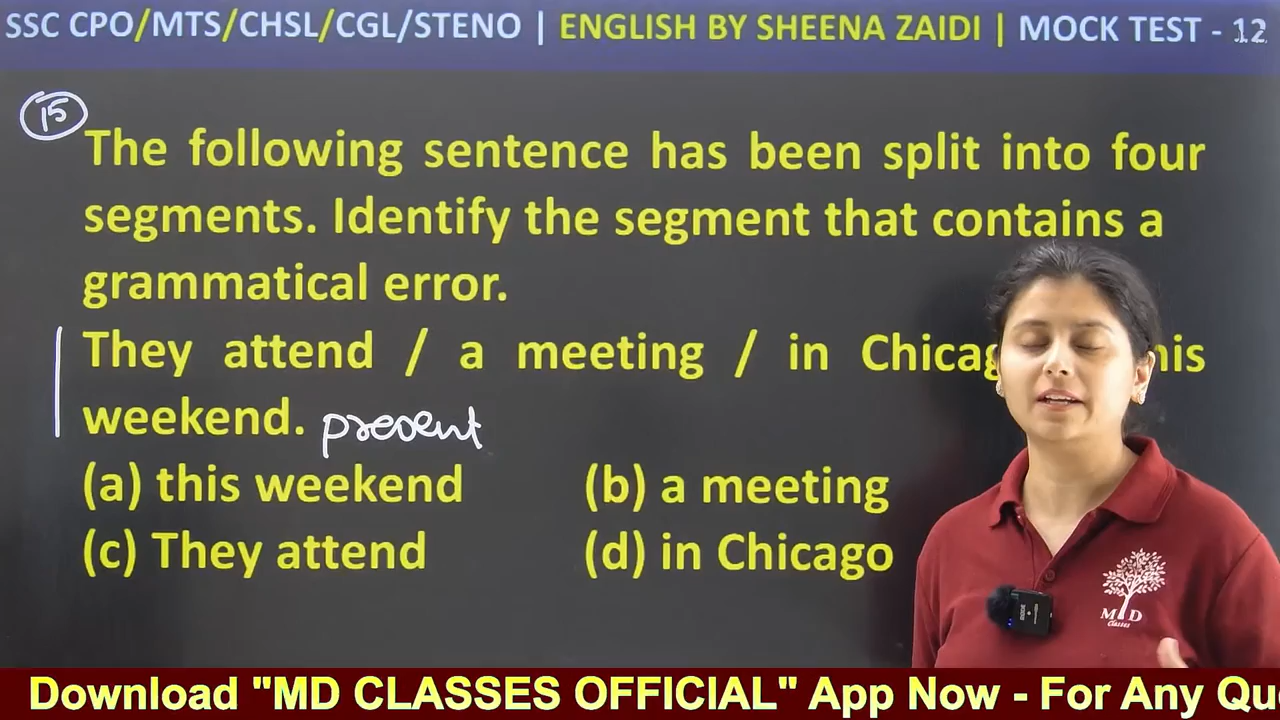 SSC CPO/MTS/CHSL/CGL/STENO | ENGLISH BY SHEENA ZAIDI | MOCK TEST - 12
15
The following sentence has been split into four
segments. Identify the segment that contains a
grammatical error.
They attend / a meeting / in
weekend. present
(a) this weekend (b) a meeting
(c) They attend (d) in Chicago
MD
Classes
Download "MD CLASSES OFFICIAL" App Now - For Any Qu